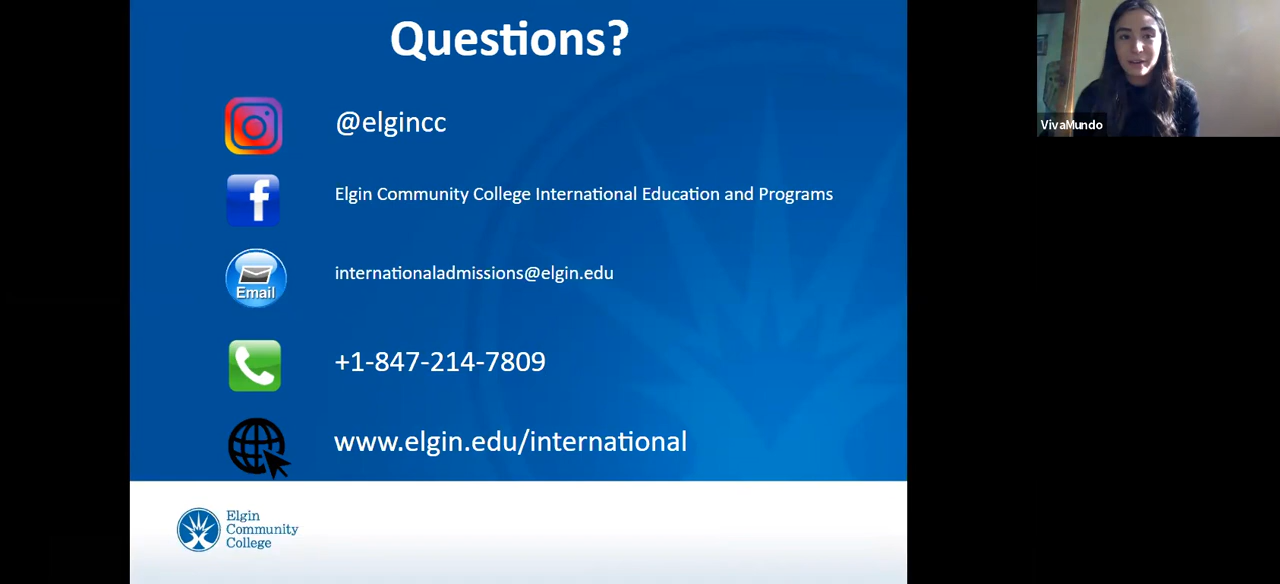 Questions?
@elgincc
Elgin Community College International Education and Programs
internationaladmissions@elgin.edu
Email
+1-847-214-7809
www.elgin.edu/international
Elgin
Community
College
VivaMundo